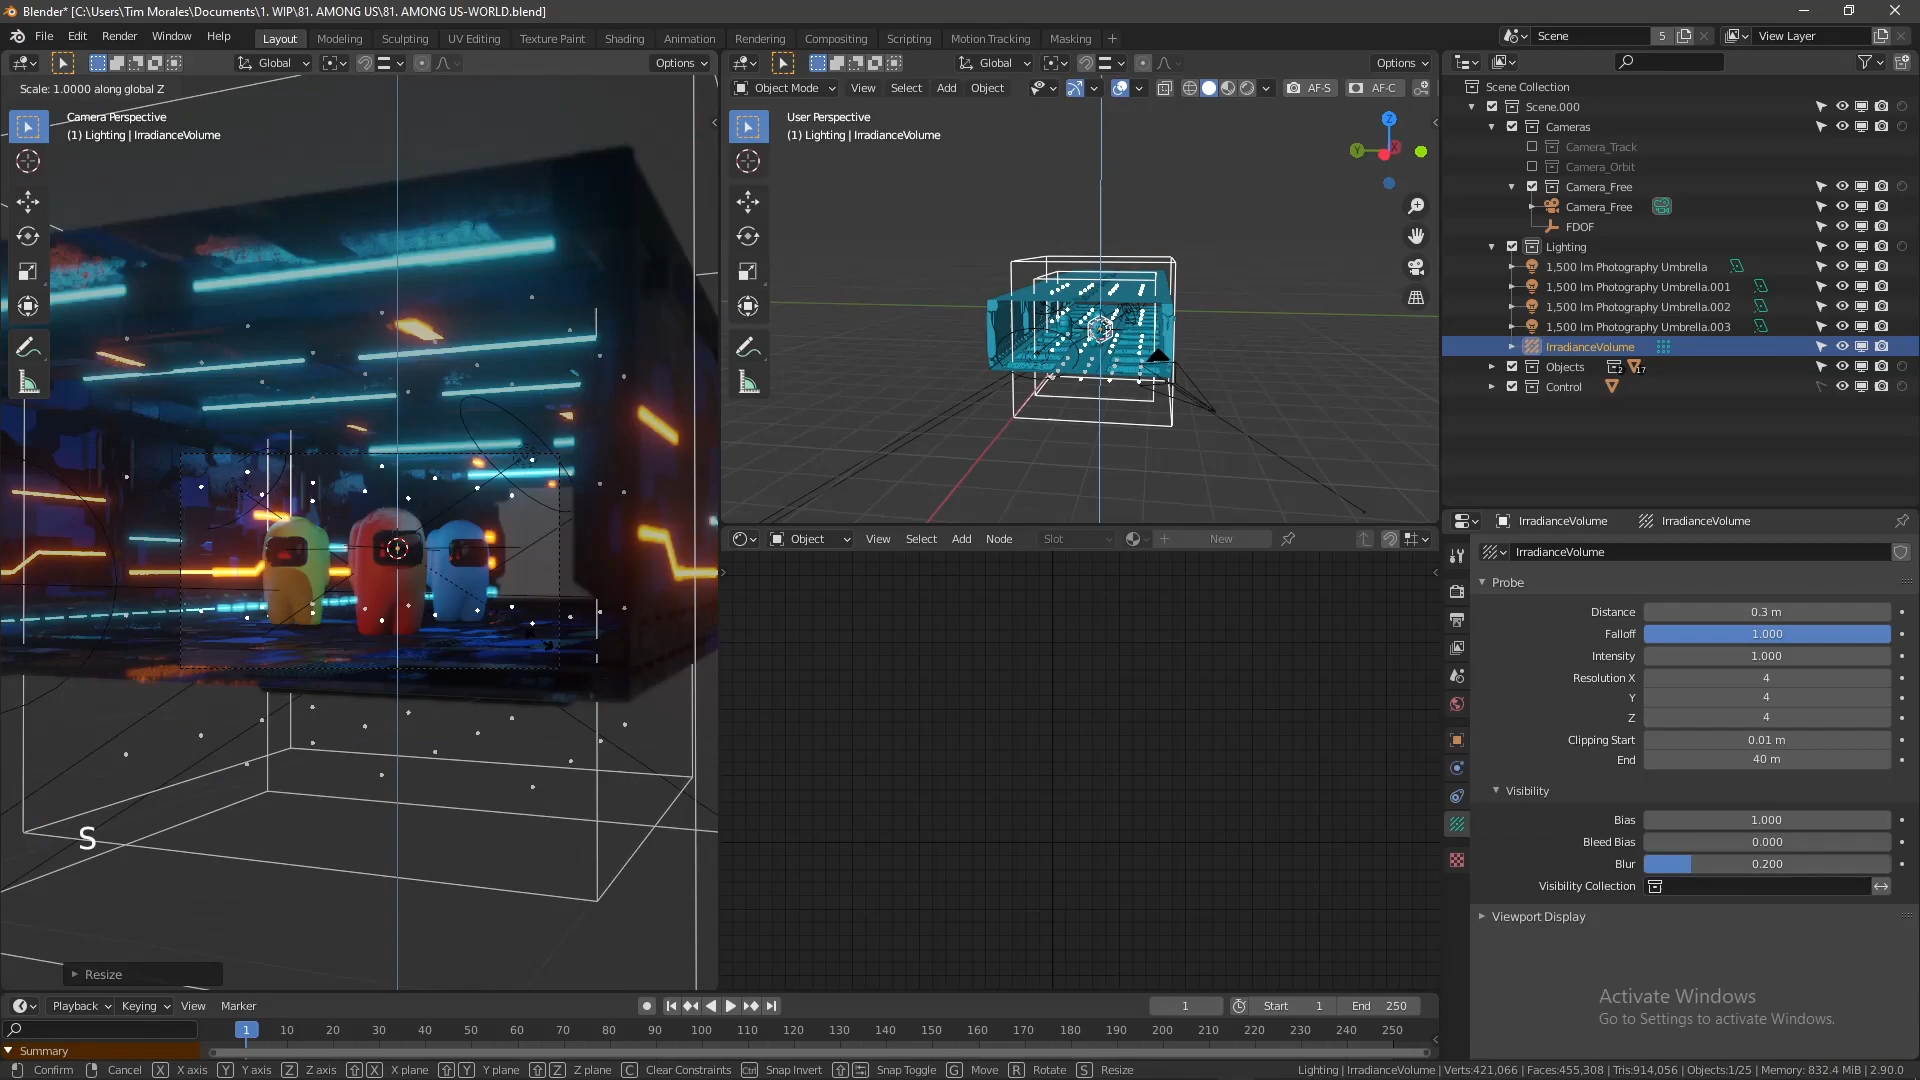 Blender* [C:\Users\Tim Morales\Documents\1. WIP\81. AMONG US\81. AMONG US-WORLD.blend]
File Edit Render Window Help Layout Modeling Sculpting UV Editing Texture Paint Shading Animation Rendering Compositing Scripting Motion Tracking Masking Scene 5 View Layer
Global Options Global Options
Scale: 1.0000 along global Z
Object Mode View Select Add Object AF-S AF-C
Camera Perspective
(1) Lighting | IrradianceVolume
User Perspective
(1) Lighting | IrradianceVolume
Z
Y
X
Scene Collection
Scene.000
Cameras
Camera_Track
Camera_Orbit
Camera_Free
Camera_Free
FDOF
Lighting
1,500 lm Photography Umbrella
1,500 lm Photography Umbrella.001
1,500 lm Photography Umbrella.002
1,500 lm Photography Umbrella.003
IrradianceVolume
Objects 2 17
Control
IrradianceVolume IrradianceVolume
IrradianceVolume
Probe
Distance 0.3 m
Falloff 1.000
Intensity 1.000
Resolution X 4
Y 4
Z 4
Clipping Start 0.01 m
End 40 m
Visibility
Bias 1.000
Bleed Bias 0.000
Blur 0.200
Visibility Collection
Viewport Display
Object View Select Add Node Slot New
S
Resize
Activate Windows
Go to Settings to activate Windows.
Playback Keying View Marker 1 Start 1 End 250
1 10 20 30 40 50 60 70 80 90 100 110 120 130 140 150 160 170 180 190 200 210 220 230 240 250
Summary
Confirm Cancel X X axis Y Y axis Z Z axis X X plane Y Y plane Z Z plane C Clear Constraints Ctrl Snap Invert Snap Toggle G Move R Rotate S Resize Lighting | IrradianceVolume | Verts:421,066 | Faces:455,308 | Tris:914,056 | Objects:1/25 | Memory: 832.4 MiB | 2.90.0